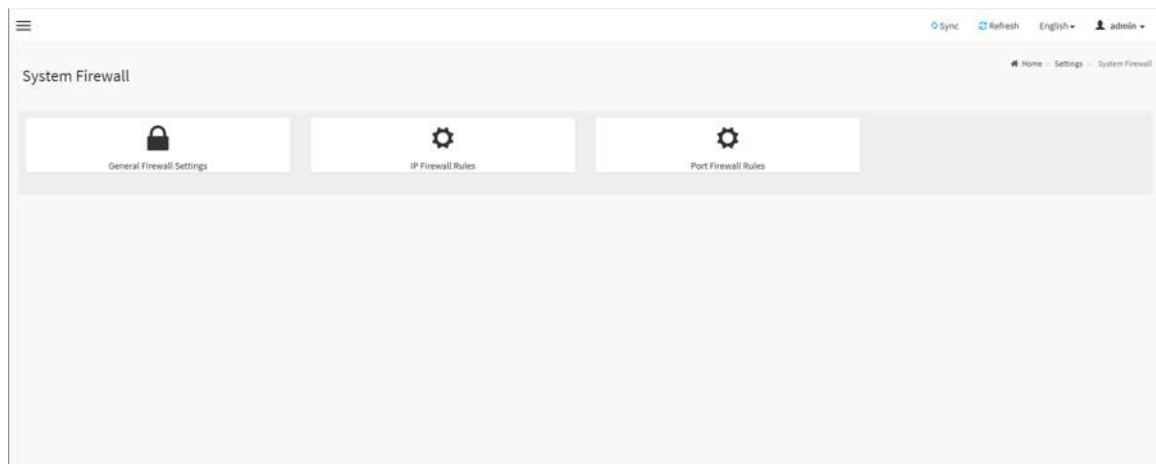 Sync Refresh English admin
System Firewall
Home - Settings - System Firewall
General Firewall Settings
IP Firewall Rules
Port Firewall Rules